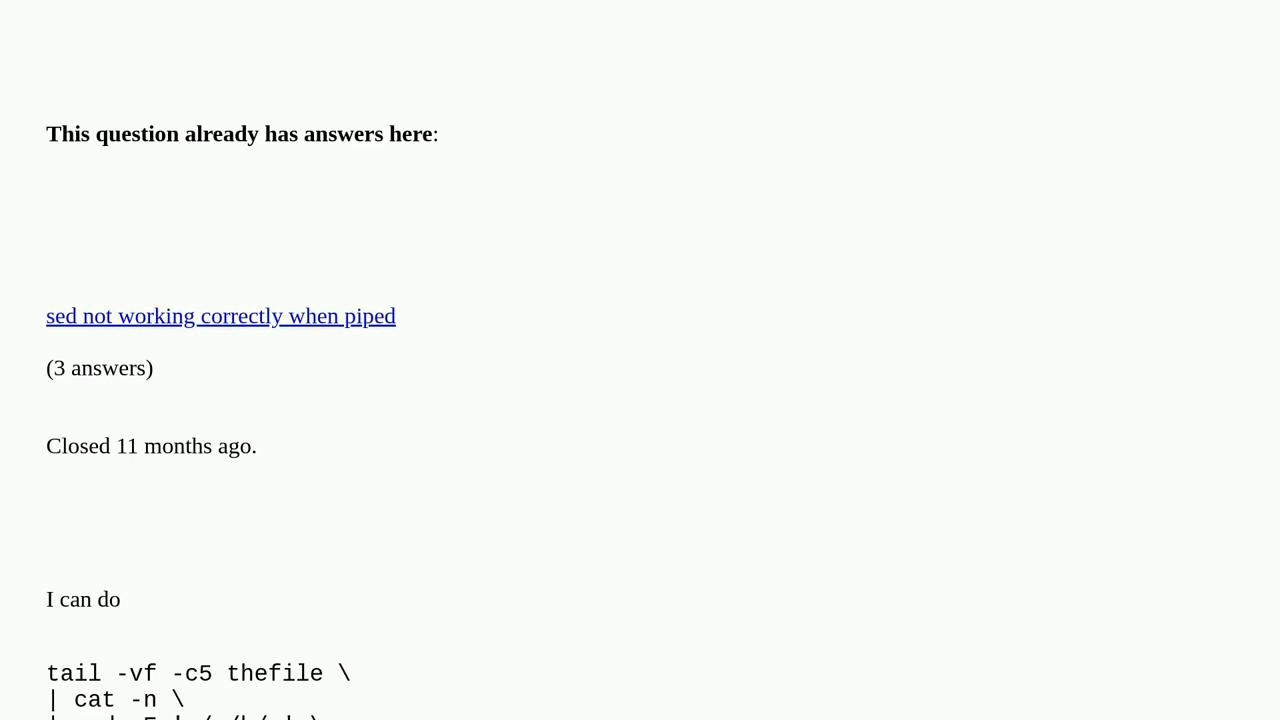 This question already has answers here:
sed not working correctly when piped
(3 answers)
Closed 11 months ago.
I can do
tail -vf -c5 thefile \
| cat -n \